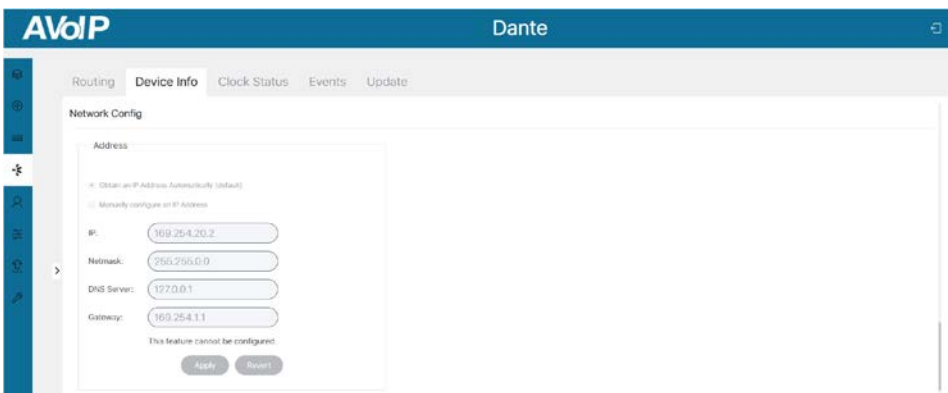 AVoIP
Dante
Routing Device Info Clock Status Events Update
Network Config
Address
Obtain an IP Address Automatically (default)
Manually configure an IP Address
IP: 169.254.20.2
Netmask: 255.255.0.0
DNS Server: 127.0.0.1
Gateway: 169.254.1.1
This feature cannot be configured
Apply Revert